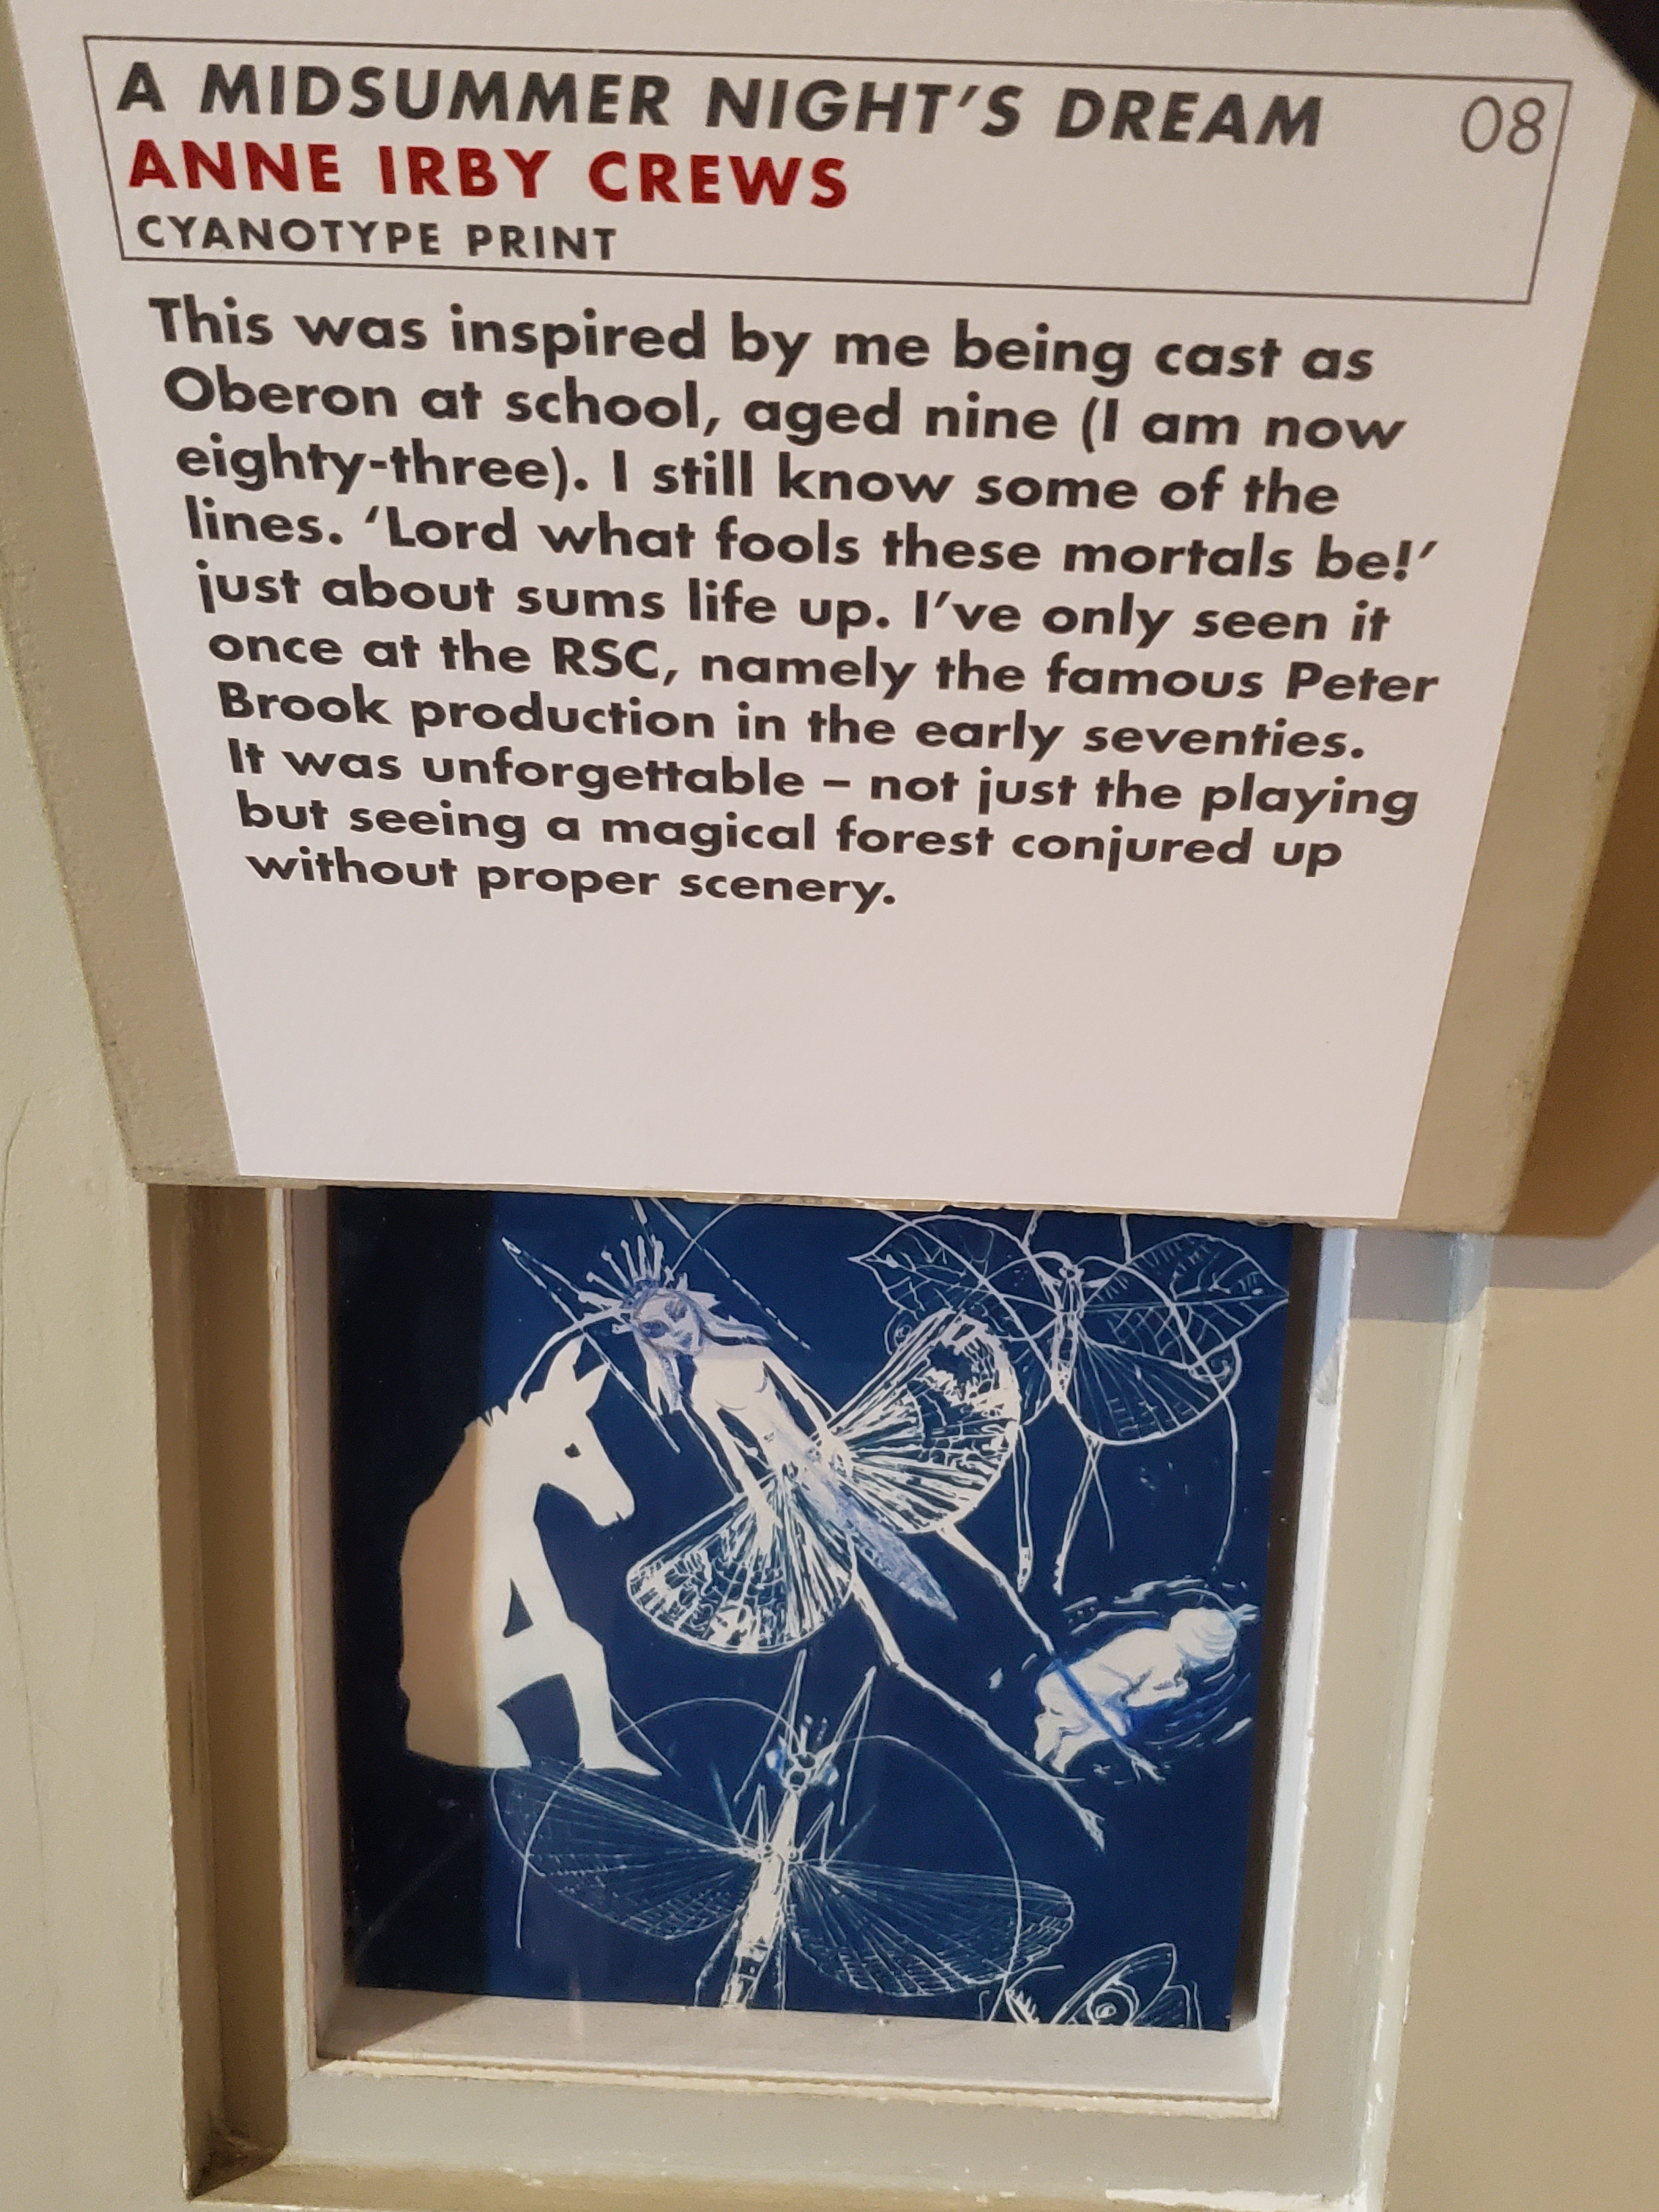 A MIDSUMMER NIGHT'S DREAM 08
ANNE IRBY CREWS
CYANOTYPE PRINT
This was inspired by me being cast as
Oberon at school, aged nine (I am now
eighty-three). I still know some of the
lines. ‘Lord what fools these mortals be!’
just about sums life up. I’ve only seen it
once at the RSC, namely the famous Peter
Brook production in the early seventies.
It was unforgettable – not just the playing
but seeing a magical forest conjured up
without proper scenery.